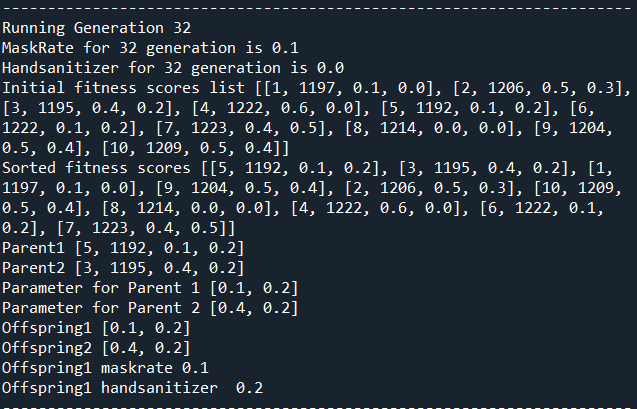 --------------------------------------------------------------------
Running Generation 32
MaskRate for 32 generation is 0.1
Handsanitizer for 32 generation is 0.0
Initial fitness scores list [[1, 1197, 0.1, 0.0], [2, 1206, 0.5, 0.3],
[3, 1195, 0.4, 0.2], [4, 1222, 0.6, 0.0], [5, 1192, 0.1, 0.2], [6,
1222, 0.1, 0.2], [7, 1223, 0.4, 0.5], [8, 1214, 0.0, 0.0], [9, 1204,
0.5, 0.4], [10, 1209, 0.5, 0.4]]
Sorted fitness scores [[5, 1192, 0.1, 0.2], [3, 1195, 0.4, 0.2], [1,
1197, 0.1, 0.0], [9, 1204, 0.5, 0.4], [2, 1206, 0.5, 0.3], [10, 1209,
0.5, 0.4], [8, 1214, 0.0, 0.0], [4, 1222, 0.6, 0.0], [6, 1222, 0.1,
0.2], [7, 1223, 0.4, 0.5]]
Parent1 [5, 1192, 0.1, 0.2]
Parent2 [3, 1195, 0.4, 0.2]
Parameter for Parent 1 [0.1, 0.2]
Parameter for Parent 2 [0.4, 0.2]
Offspring1 [0.1, 0.2]
Offspring2 [0.4, 0.2]
Offspring1 maskrate 0.1
Offspring1 handsanitizer  0.2
--------------------------------------------------------------------